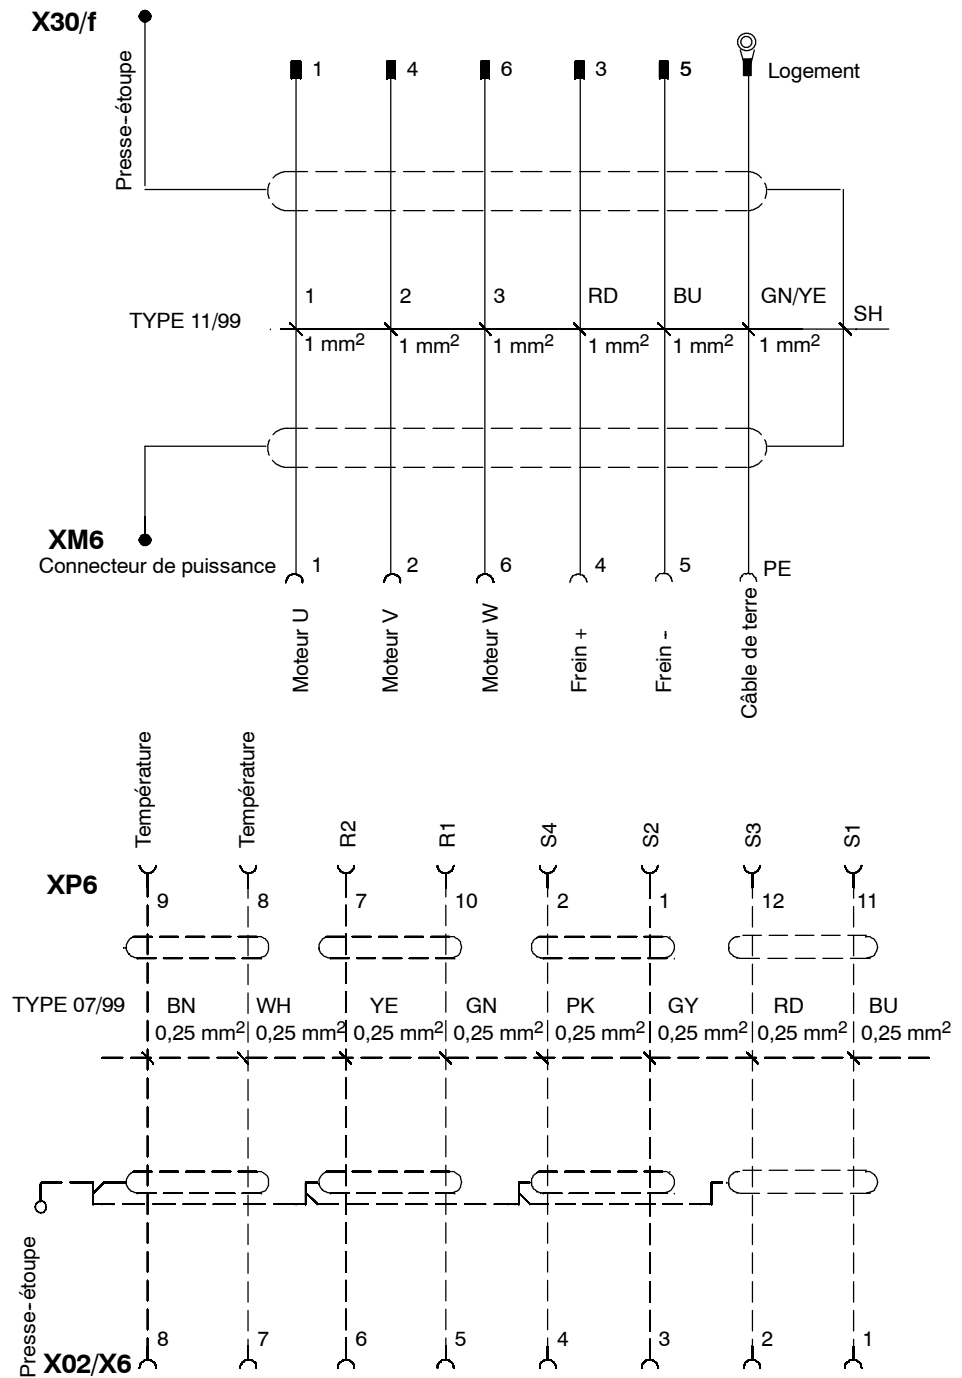 X30/f
Presse-étoupe
1 4 6 3 5 Logement
1 2 3 RD BU GN/YE SH
TYPE 11/99
1 mm² 1 mm² 1 mm² 1 mm² 1 mm² 1 mm²
XM6
Connecteur de puissance
1 2 6 4 5 PE
Moteur U
Moteur V
Moteur W
Frein +
Frein -
Câble de terre
Température
Température
R2
R1
S4
S2
S3
S1
XP6
9 8 7 10 2 1 12 11
TYPE 07/99 BN WH YE GN PK GY RD BU
0,25 mm² 0,25 mm² 0,25 mm² 0,25 mm² 0,25 mm² 0,25 mm² 0,25 mm² 0,25 mm²
Presse-étoupe
8 7 6 5 4 3 2 1
X02/X6